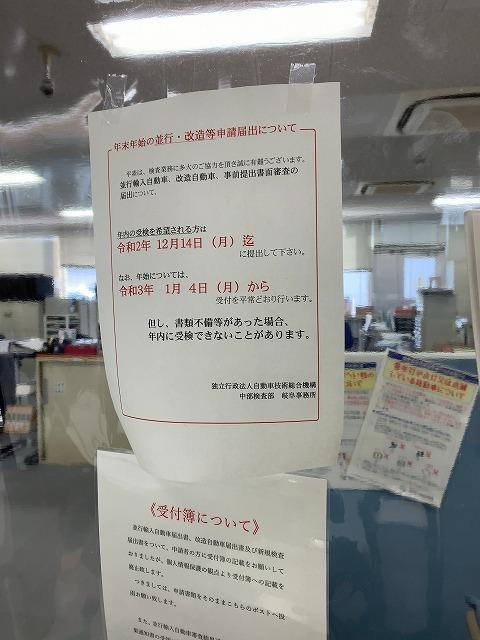 年末年始の並行・改造等申請届出について
平素は、検査業務に多大のご協力を頂き誠に有難うございます。
並行輸入自動車、改造自動車、事前提出書面審査の
届出について、
年内の受検を希望される方は
令和2年 12月14日 (月) 迄
に提出して下さい。
なお、年始については、
令和3年 1月 4日 (月) から
受付を平常どおり行います。
但し、書類不備等があった場合、
年内に受検できないことがあります。
独立行政法人自動車技術総合機構
中部検査部 岐阜事務所
《受付簿について》
並行輸入自動車届出書、改造自動車届出書及び新規検査
届出書をついて、申請者の方に受付簿の記載をお願いして
おりましたが、個人情報保護の観点より受付簿への記載を
廃止致します。
つきましては、申請書類をそのままこちらのポストへ投
函お願い致します。
また、並行輸入自動車審査結果